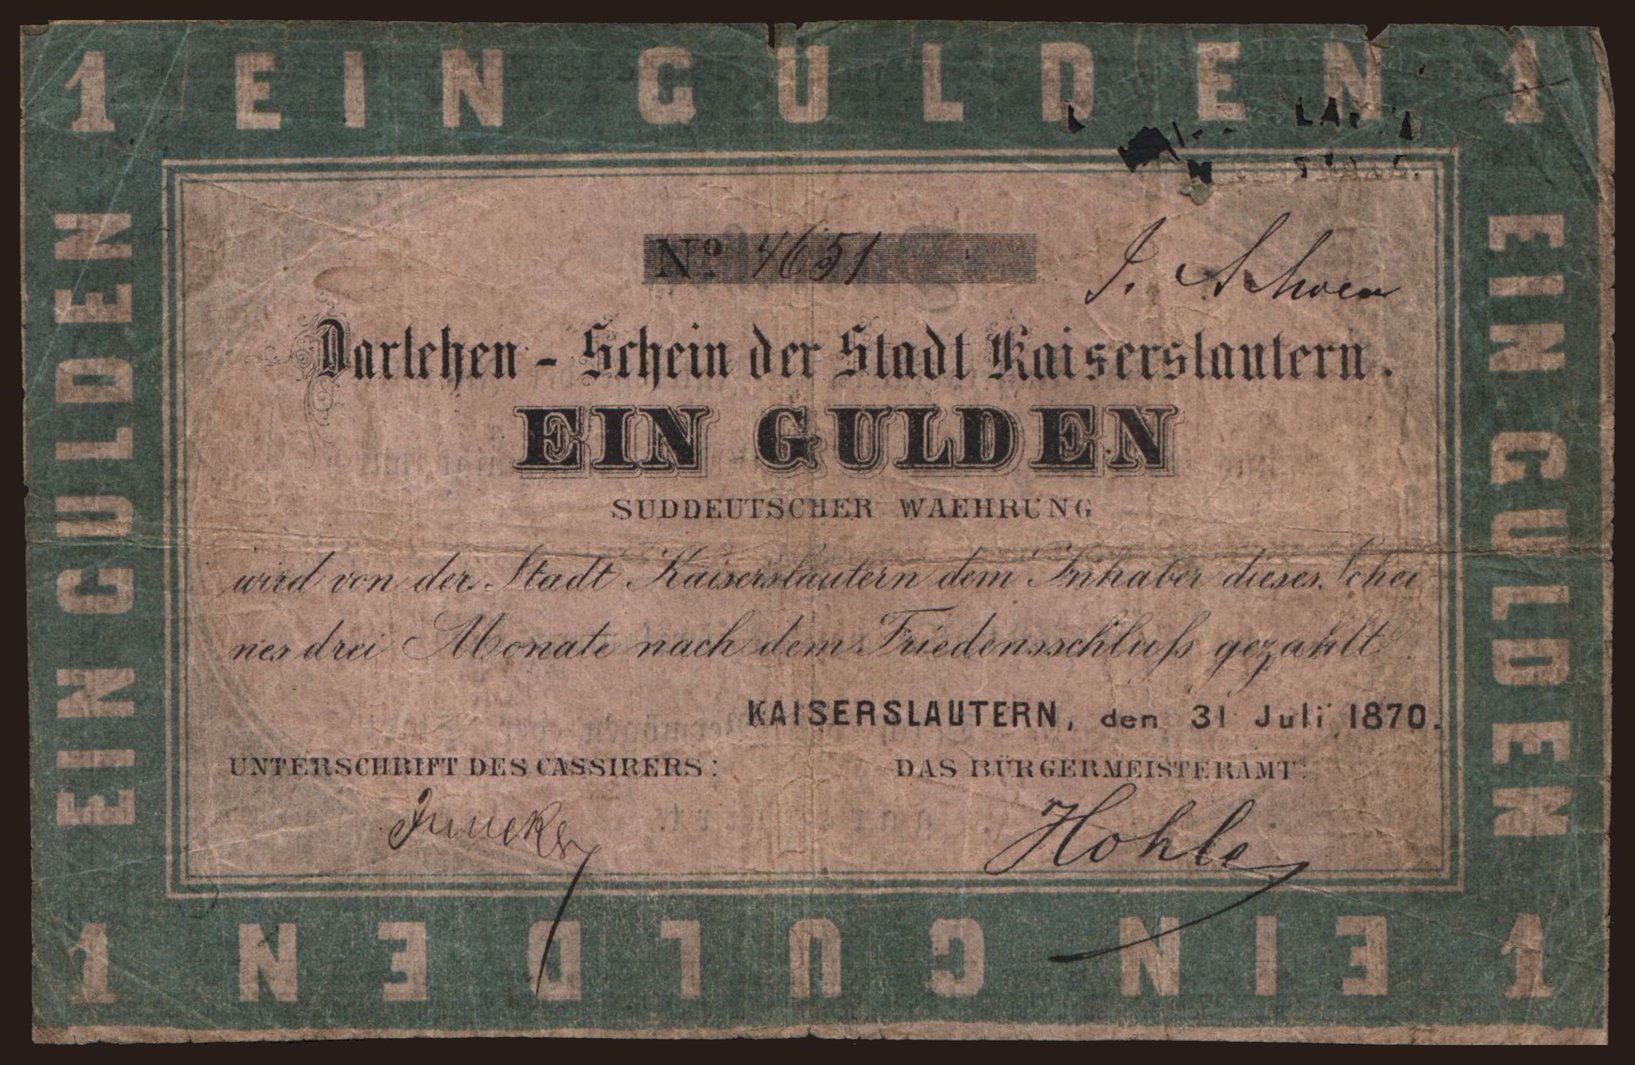 1 EIN GULDEN 1
EIN GULDEN
EIN GULDEN
Nº 4651
J. Schoen
Darlehen - Schein der Stadt Kaiserslautern.
EIN GULDEN
SUDDEUTSCHER WAEHRUNG
wird von der Stadt Kaiserslautern dem Inhaber dieses Schei-
nes drei Monate nach dem Friedensschluß gezahlt
KAISERSLAUTERN, den 31 Juli 1870.
UNTERSCHRIFT DES CASSIRERS:
DAS BÜRGERMEISTERAMT:
Hohle
1 EIN GULDEN 1